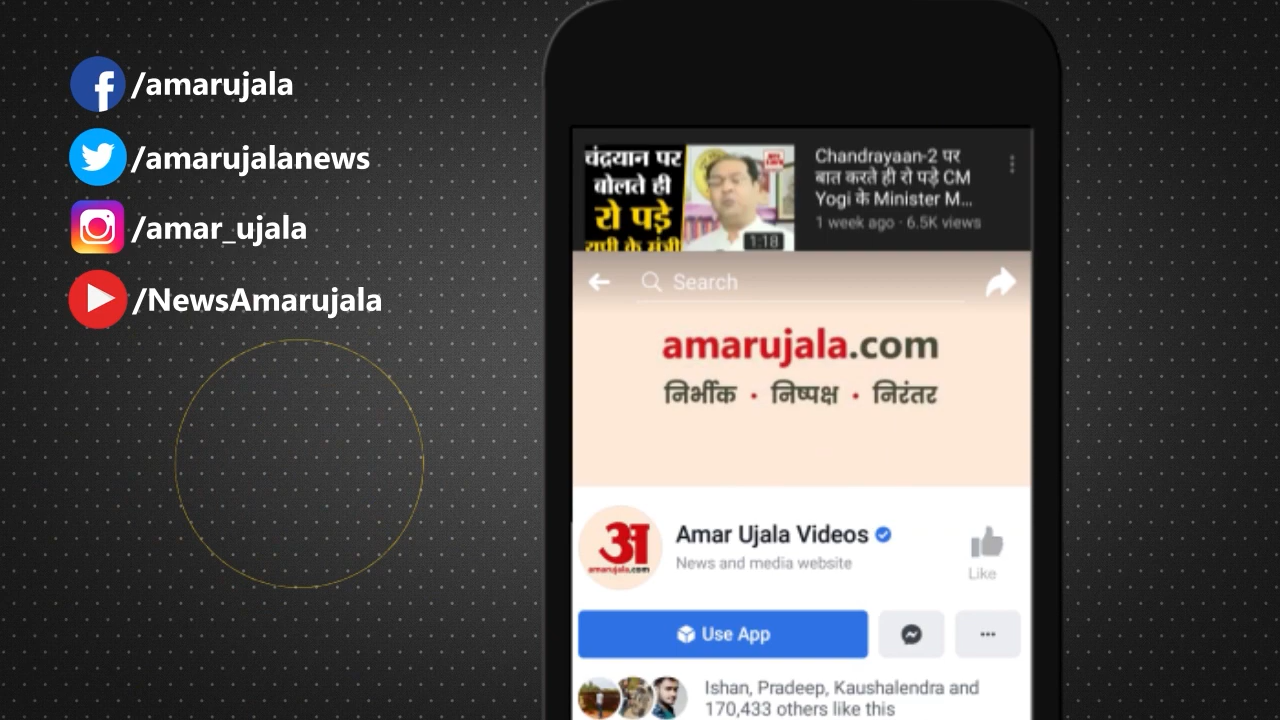 /amarujala
/amarujalanews
/amar_ujala
/NewsAmarujala
चंद्रयान पर
बोलते ही
रो पड़े
यूपी के मंत्री
1:18
Chandrayaan-2 पर
बात करते ही रो पड़े CM
Yogi के Minister M...
1 week ago · 6.5K views
Search
amarujala.com
निर्भीक • निष्पक्ष • निरंतर
अ
amarujala.com
Amar Ujala Videos
News and media website
Like
Use App
Ishan, Pradeep, Kaushalendra and
170,433 others like this